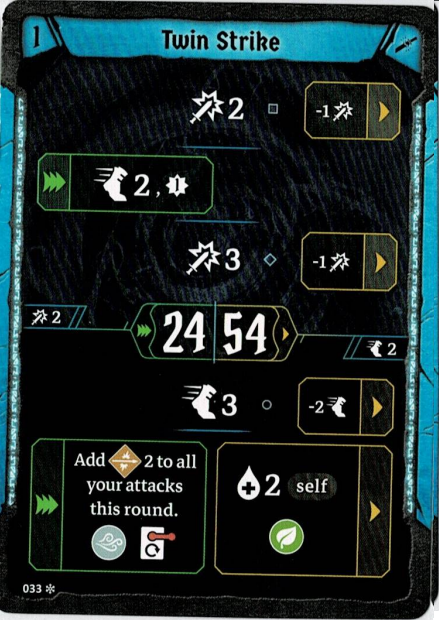 1 Twin Strike
2 -1
2, 1
3 -1
2 24 54 2
3 -2
Add 2 to all
your attacks
this round.
2 self
033